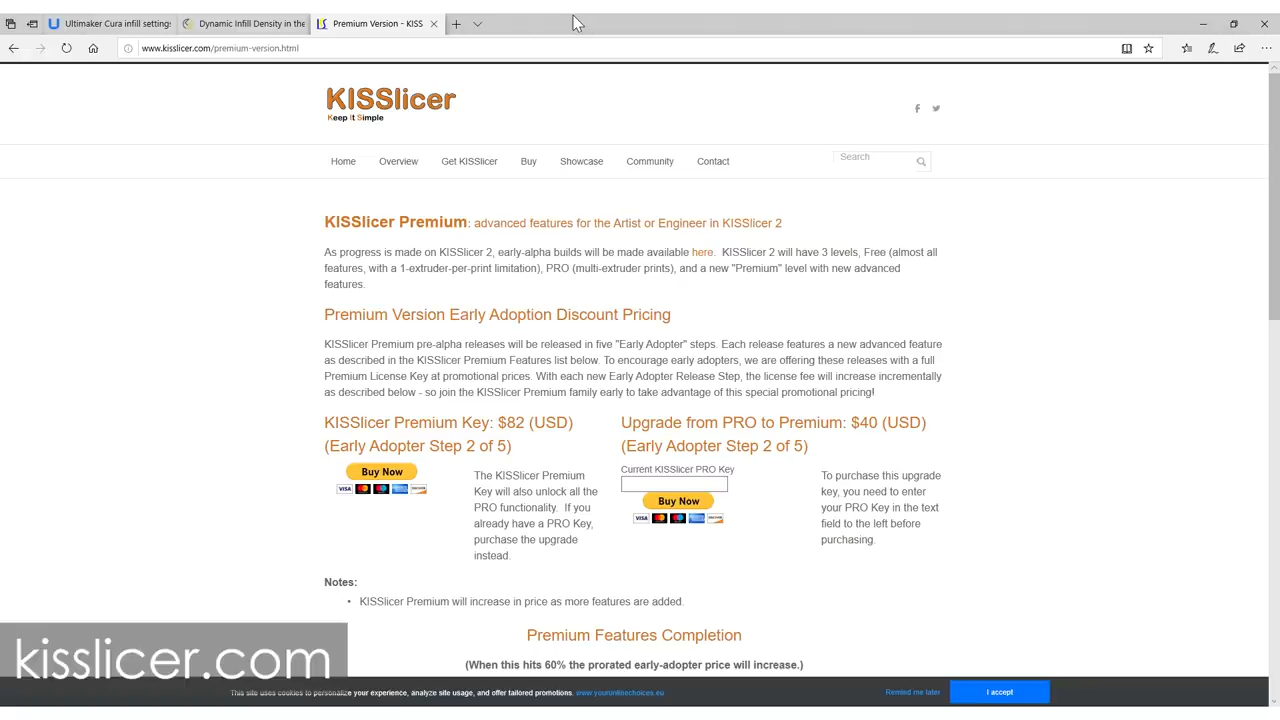 Ultimaker Cura infill settings
Dynamic Infill Density in the
Premium Version - KISS
www.kisslicer.com/premium-version.html
KISSlicer
Keep It Simple
Home Overview Get KISSlicer Buy Showcase Community Contact
Search
KISSlicer Premium: advanced features for the Artist or Engineer in KISSlicer 2
As progress is made on KISSlicer 2, early-alpha builds will be made available here. KISSlicer 2 will have 3 levels, Free (almost all
features, with a 1-extruder-per-print limitation), PRO (multi-extruder prints), and a new "Premium" level with new advanced
features.
Premium Version Early Adoption Discount Pricing
KISSlicer Premium pre-alpha releases will be released in five "Early Adopter" steps. Each release features a new advanced feature
as described in the KISSlicer Premium Features list below. To encourage early adopters, we are offering these releases with a full
Premium License Key at promotional prices. With each new Early Adopter Release Step, the license fee will increase incrementally
as described below - so join the KISSlicer Premium family early to take advantage of this special promotional pricing!
KISSlicer Premium Key: $82 (USD)
(Early Adopter Step 2 of 5)
Buy Now
VISA
The KISSlicer Premium
Key will also unlock all the
PRO functionality. If you
already have a PRO Key,
purchase the upgrade
instead.
Upgrade from PRO to Premium: $40 (USD)
(Early Adopter Step 2 of 5)
Current KISSlicer PRO Key
Buy Now
VISA
To purchase this upgrade
key, you need to enter
your PRO Key in the text
field to the left before
purchasing.
Notes:
• KISSlicer Premium will increase in price as more features are added.
Premium Features Completion
(When this hits 60% the prorated early-adopter price will increase.)
kisslicer.com
This site uses cookies to personalize your experience, analyze site usage, and offer tailored promotions. www.youronlinechoices.eu
Remind me later
I accept